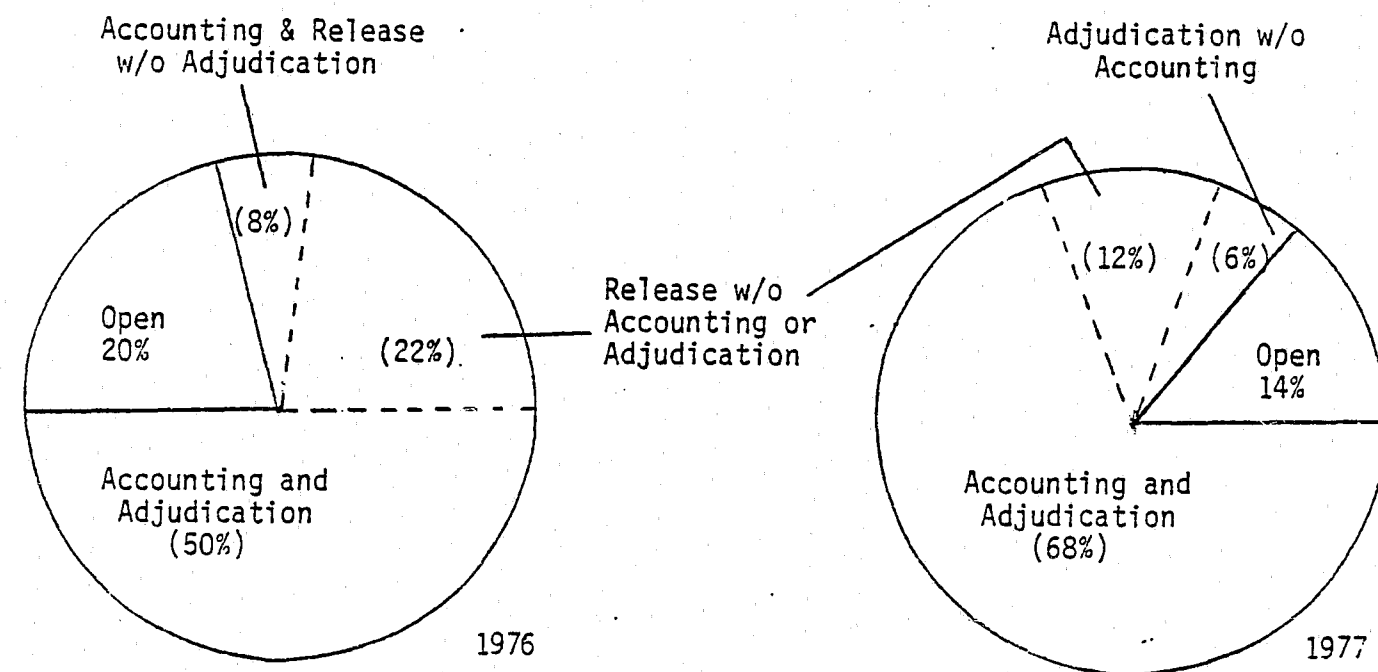 Accounting & Release
w/o Adjudication
(8%)
Open
20%
(22%)
Accounting and
Adjudication
(50%)
1976
Release w/o
Accounting or
Adjudication
Adjudication w/o
Accounting
(12%)
(6%)
Open
14%
Accounting and
Adjudication
(68%)
1977